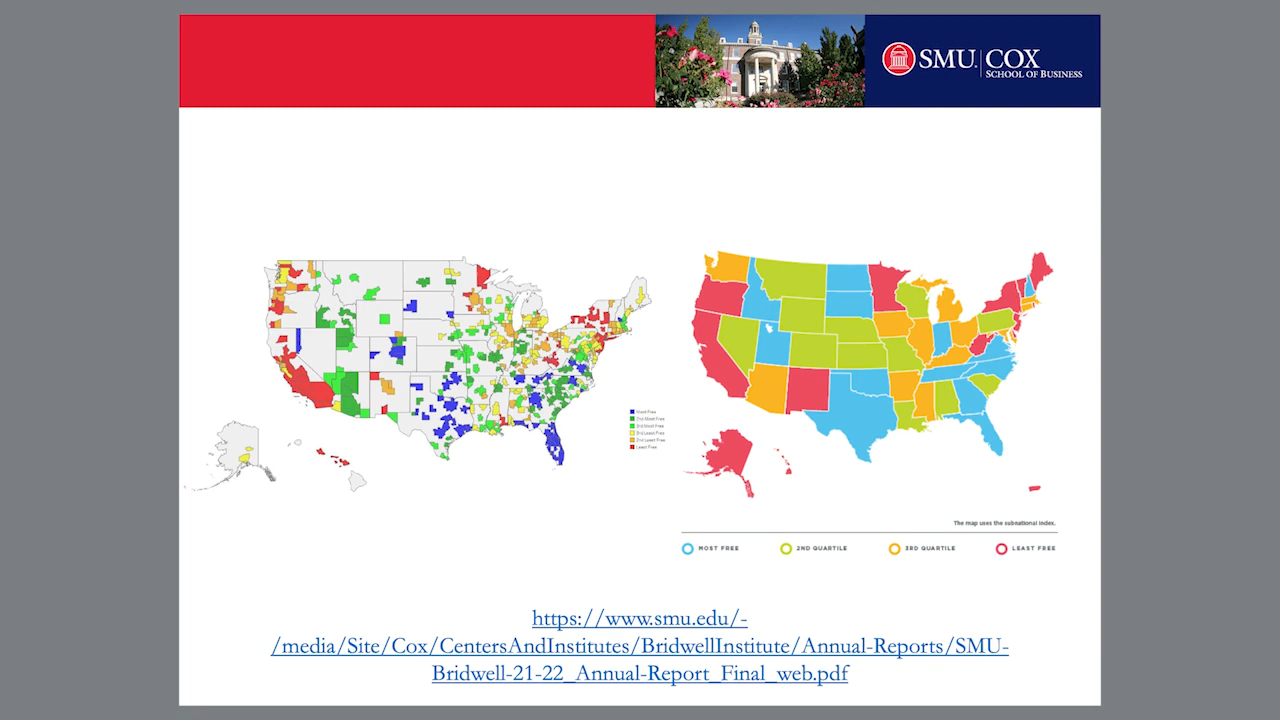 SMU. COX
SCHOOL OF BUSINESS
Most Free
2nd Most Free
3rd Most Free
3rd Least Free
2nd Least Free
Least Free
The map uses the subnational index.
MOST FREE
2ND QUARTILE
3RD QUARTILE
LEAST FREE
https://www.smu.edu/-
/media/Site/Cox/CentersAndInstitutes/BridwellInstitute/Annual-Reports/SMU-
Bridwell-21-22_Annual-Report_Final_web.pdf